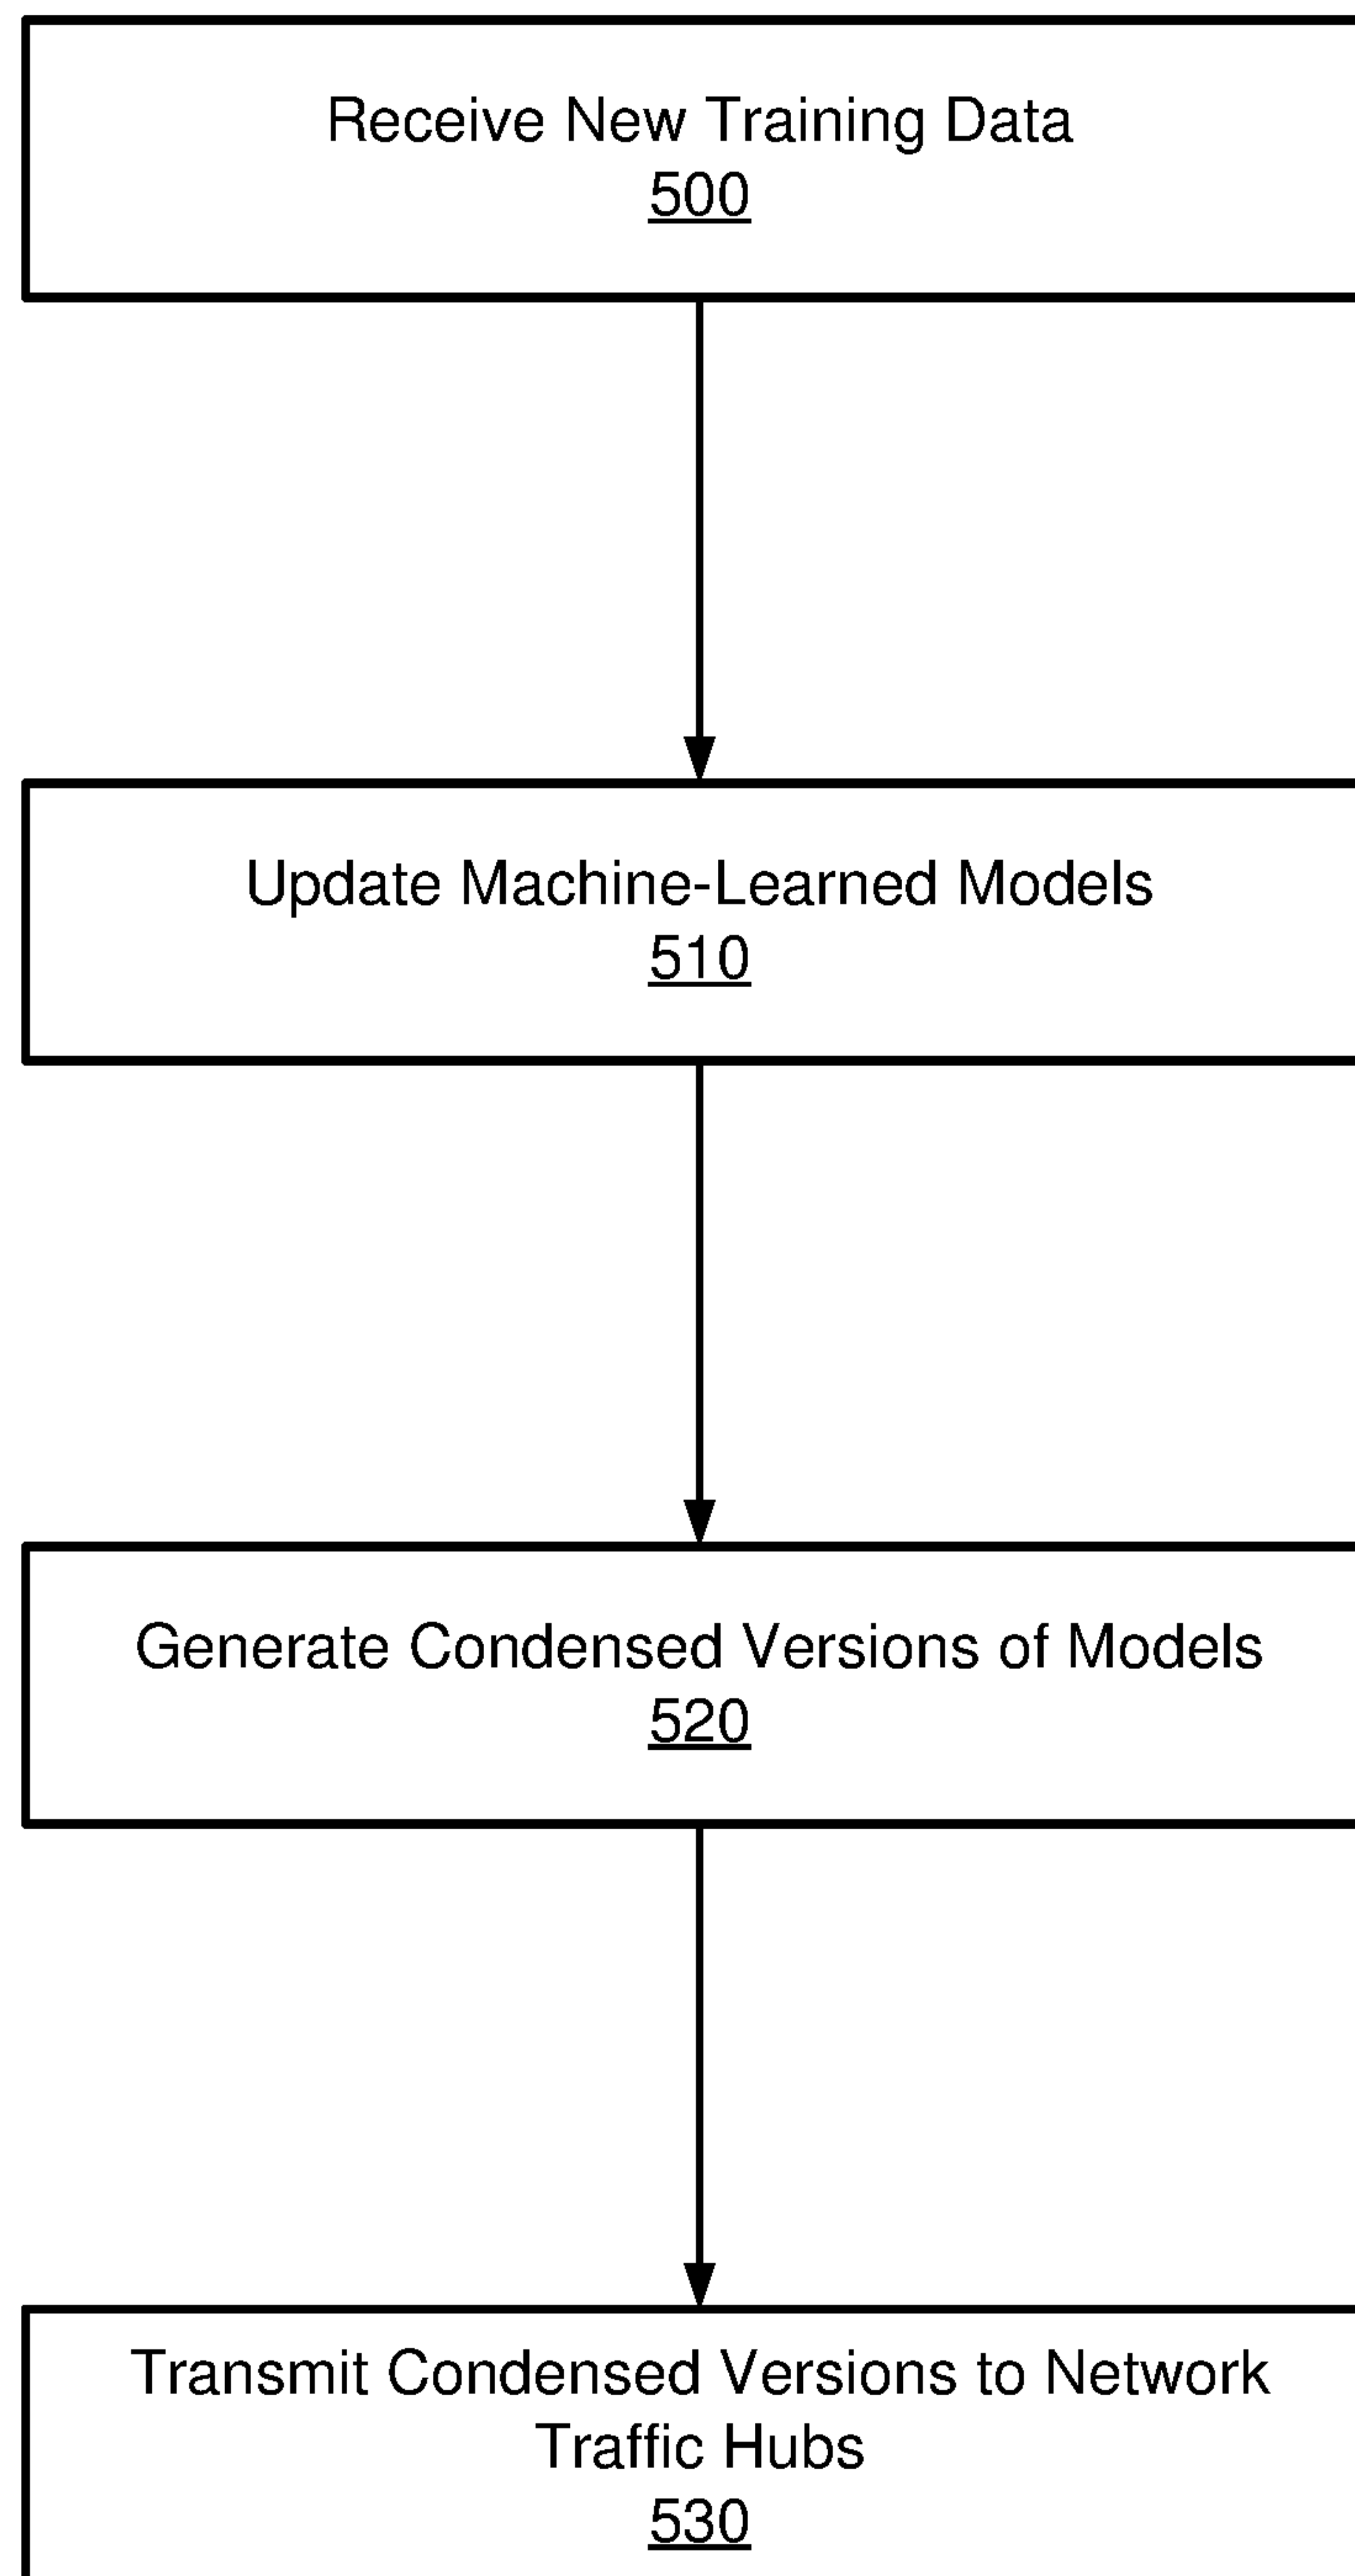 Receive New Training Data
500
Update Machine-Learned Models
510
Generate Condensed Versions of Models
520
Transmit Condensed Versions to Network
Traffic Hubs
530